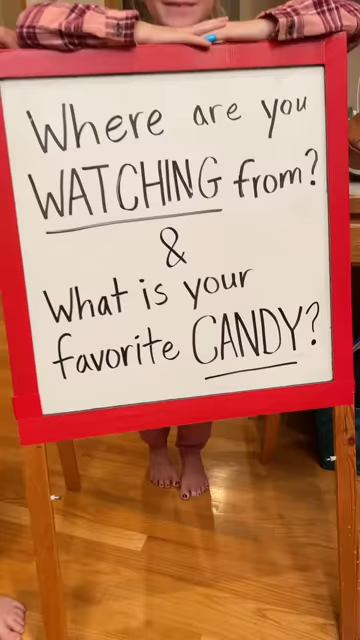 Where are you
WATCHING from?
&
What is your
favorite CANDY?